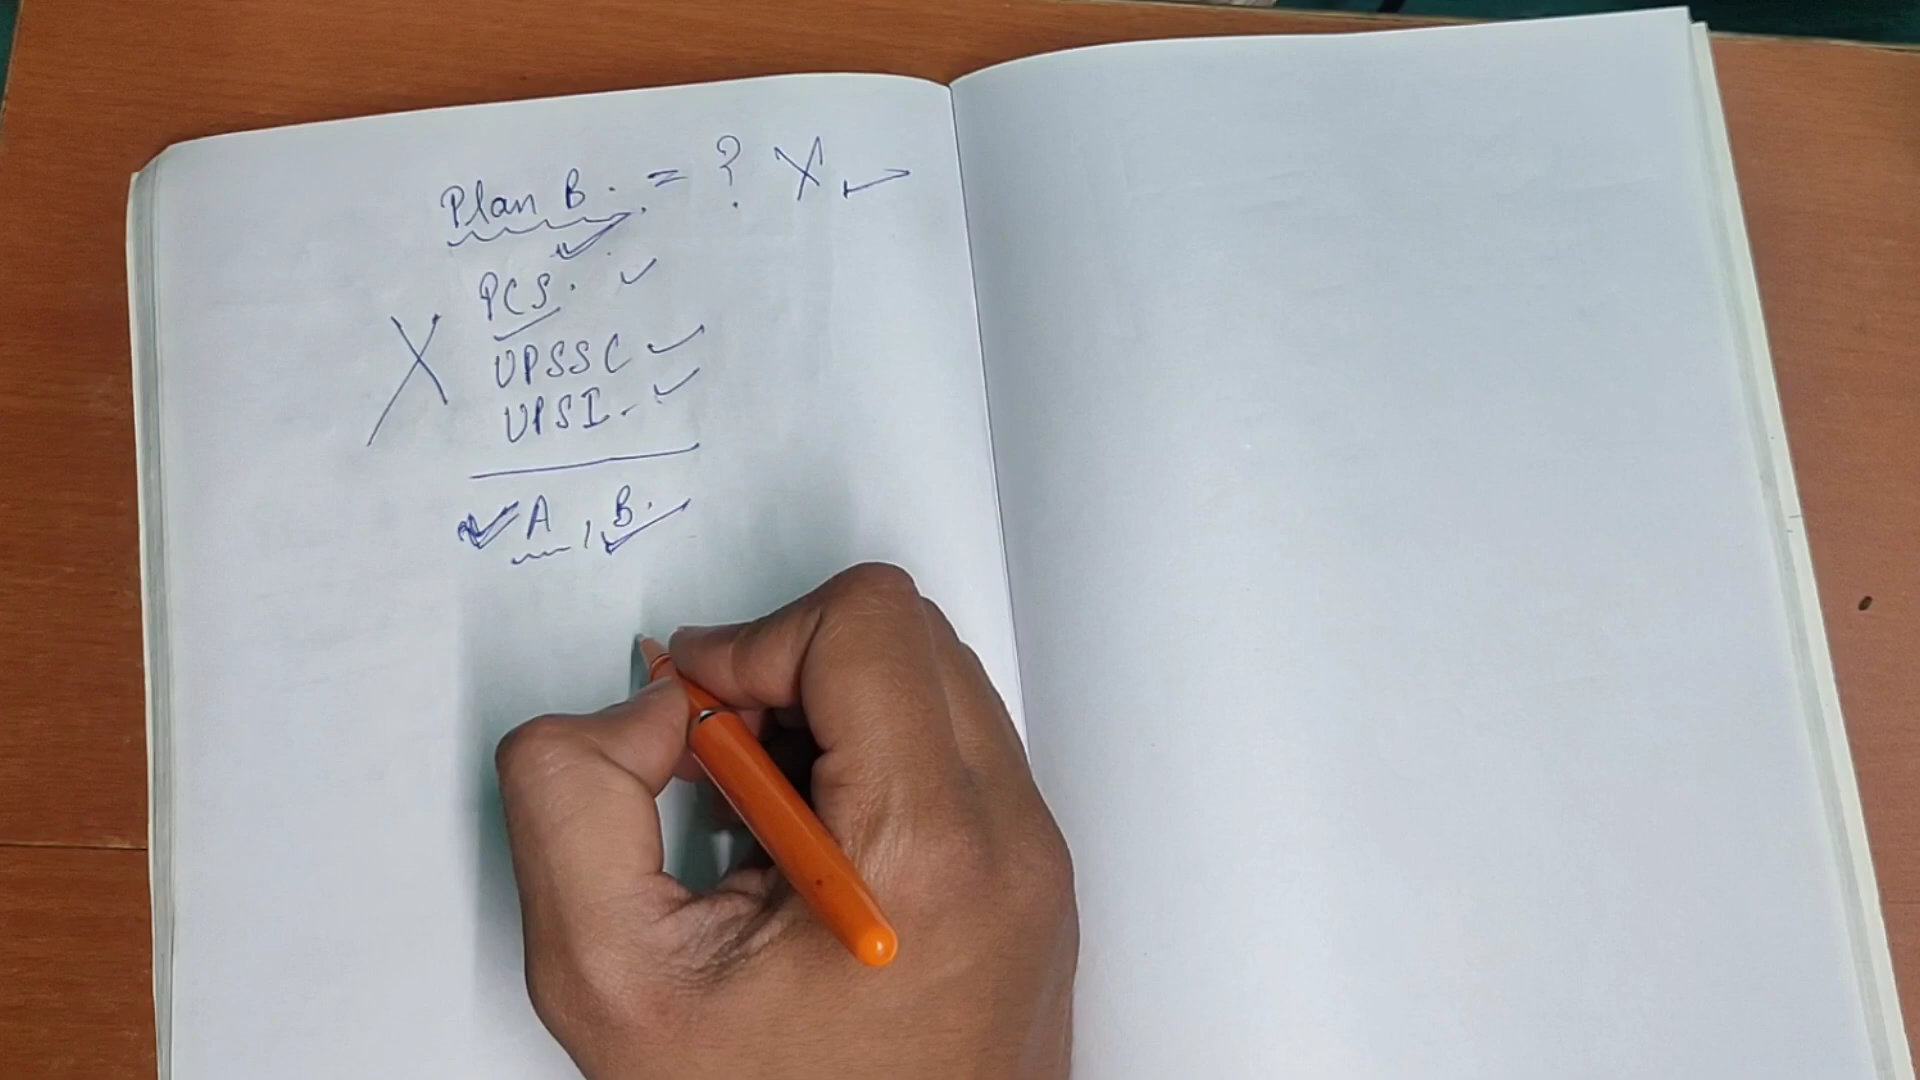 Plan B. = ? X ✓
PCS. ✓
X UPSSC ✓
UPSI. ✓
✓ A, B. ✓